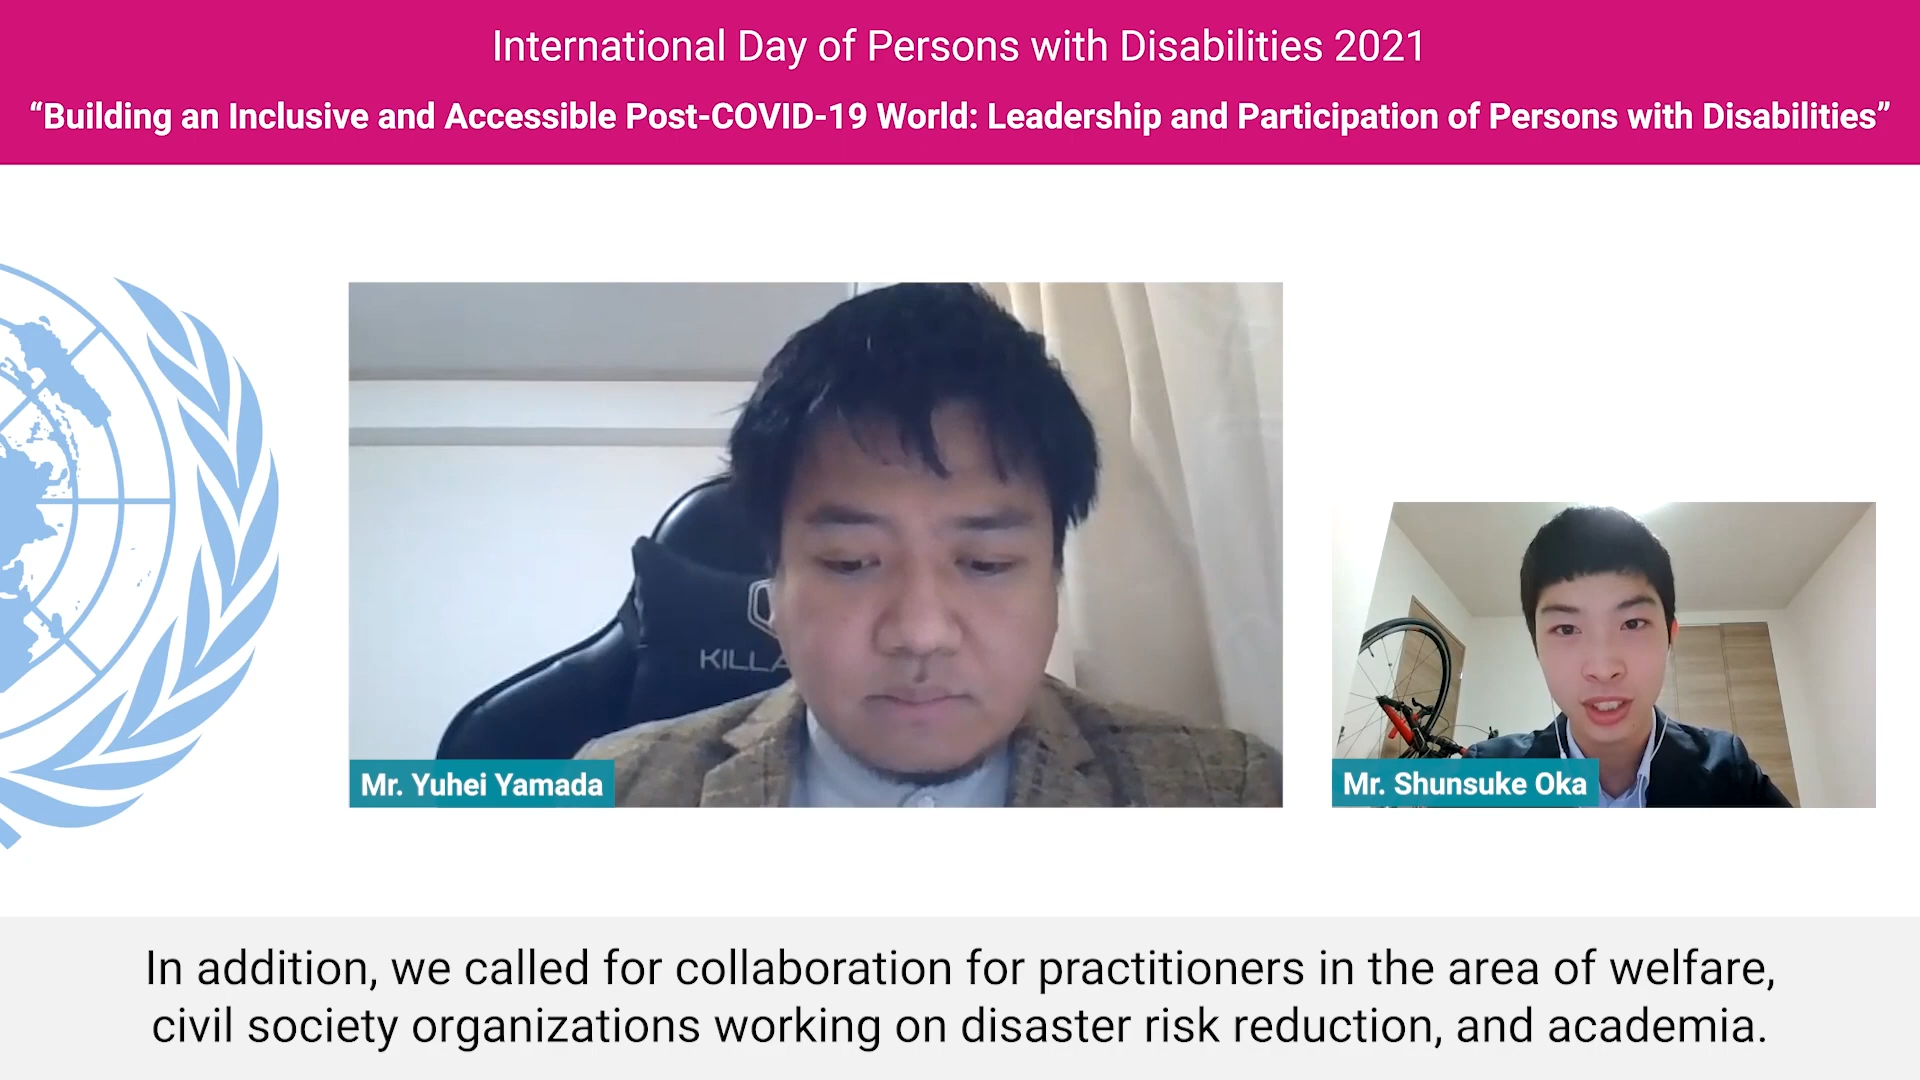 International Day of Persons with Disabilities 2021
“Building an Inclusive and Accessible Post-COVID-19 World: Leadership and Participation of Persons with Disabilities”
KILLA
Mr. Yuhei Yamada
Mr. Shunsuke Oka
In addition, we called for collaboration for practitioners in the area of welfare,
civil society organizations working on disaster risk reduction, and academia.